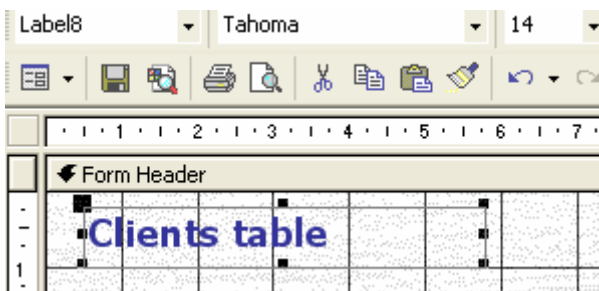 Label8 Tahoma 14
1 2 3 4 5 6 7
Form Header
Clients table
1